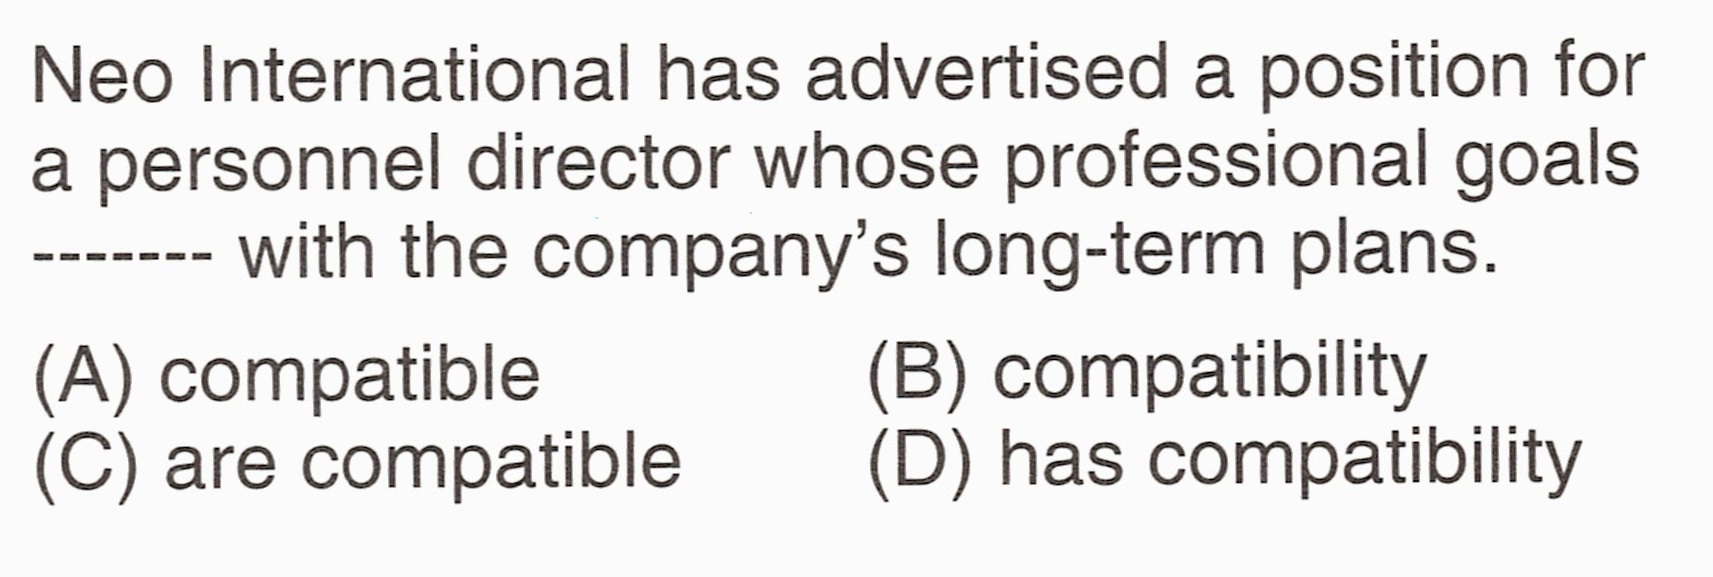 Neo International has advertised a position for
a personnel director whose professional goals
------- with the company’s long-term plans.
(A) compatible (B) compatibility
(C) are compatible (D) has compatibility